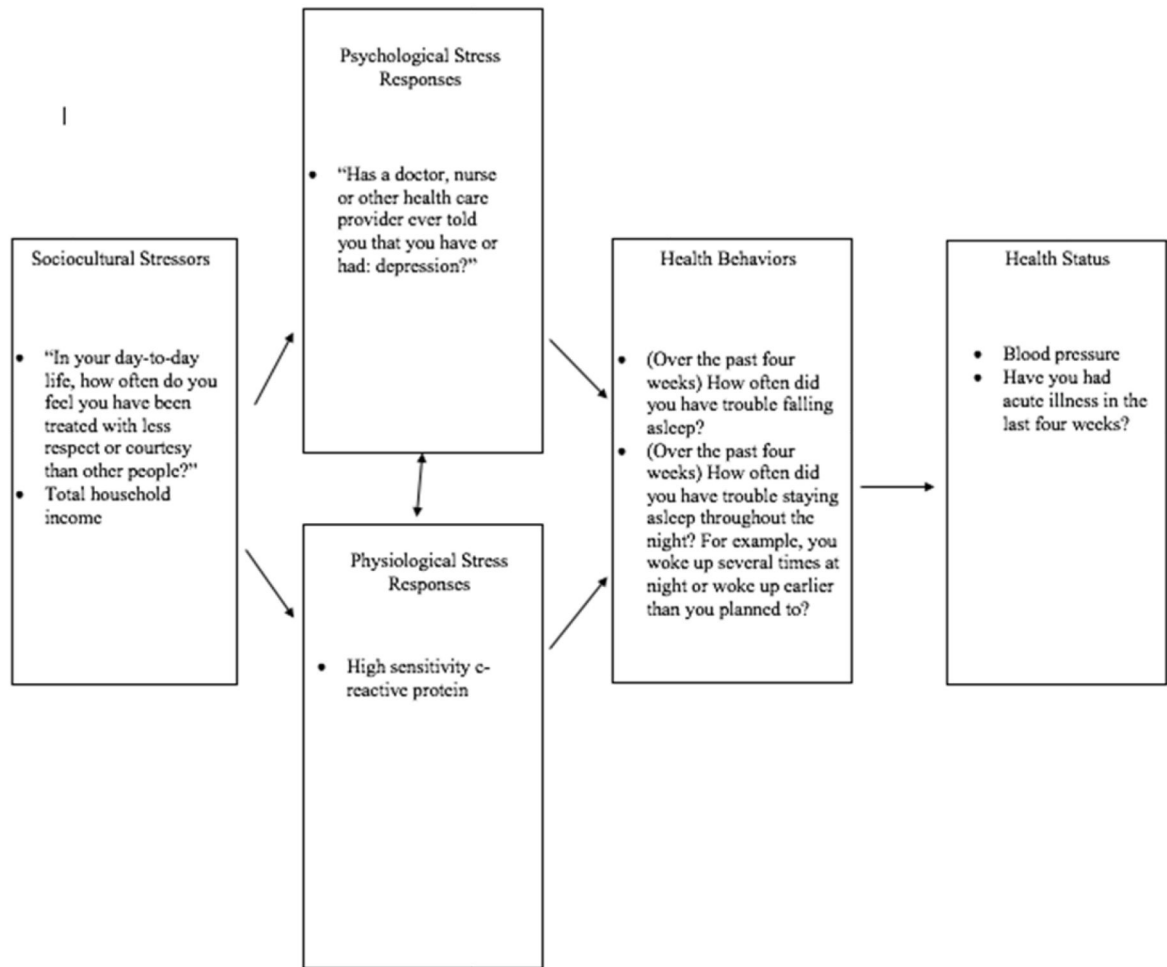 Psychological Stress
Responses
• “Has a doctor, nurse
or other health care
provider ever told
you that you have or
had: depression?”
Sociocultural Stressors
• “In your day-to-day
life, how often do you
feel you have been
treated with less
respect or courtesy
than other people?”
• Total household
income
Physiological Stress
Responses
• High sensitivity c-
reactive protein
Health Behaviors
• (Over the past four
weeks) How often did
you have trouble falling
asleep?
• (Over the past four
weeks) How often did
you have trouble staying
asleep throughout the
night? For example, you
woke up several times at
night or woke up earlier
than you planned to?
Health Status
• Blood pressure
• Have you had
acute illness in the
last four weeks?